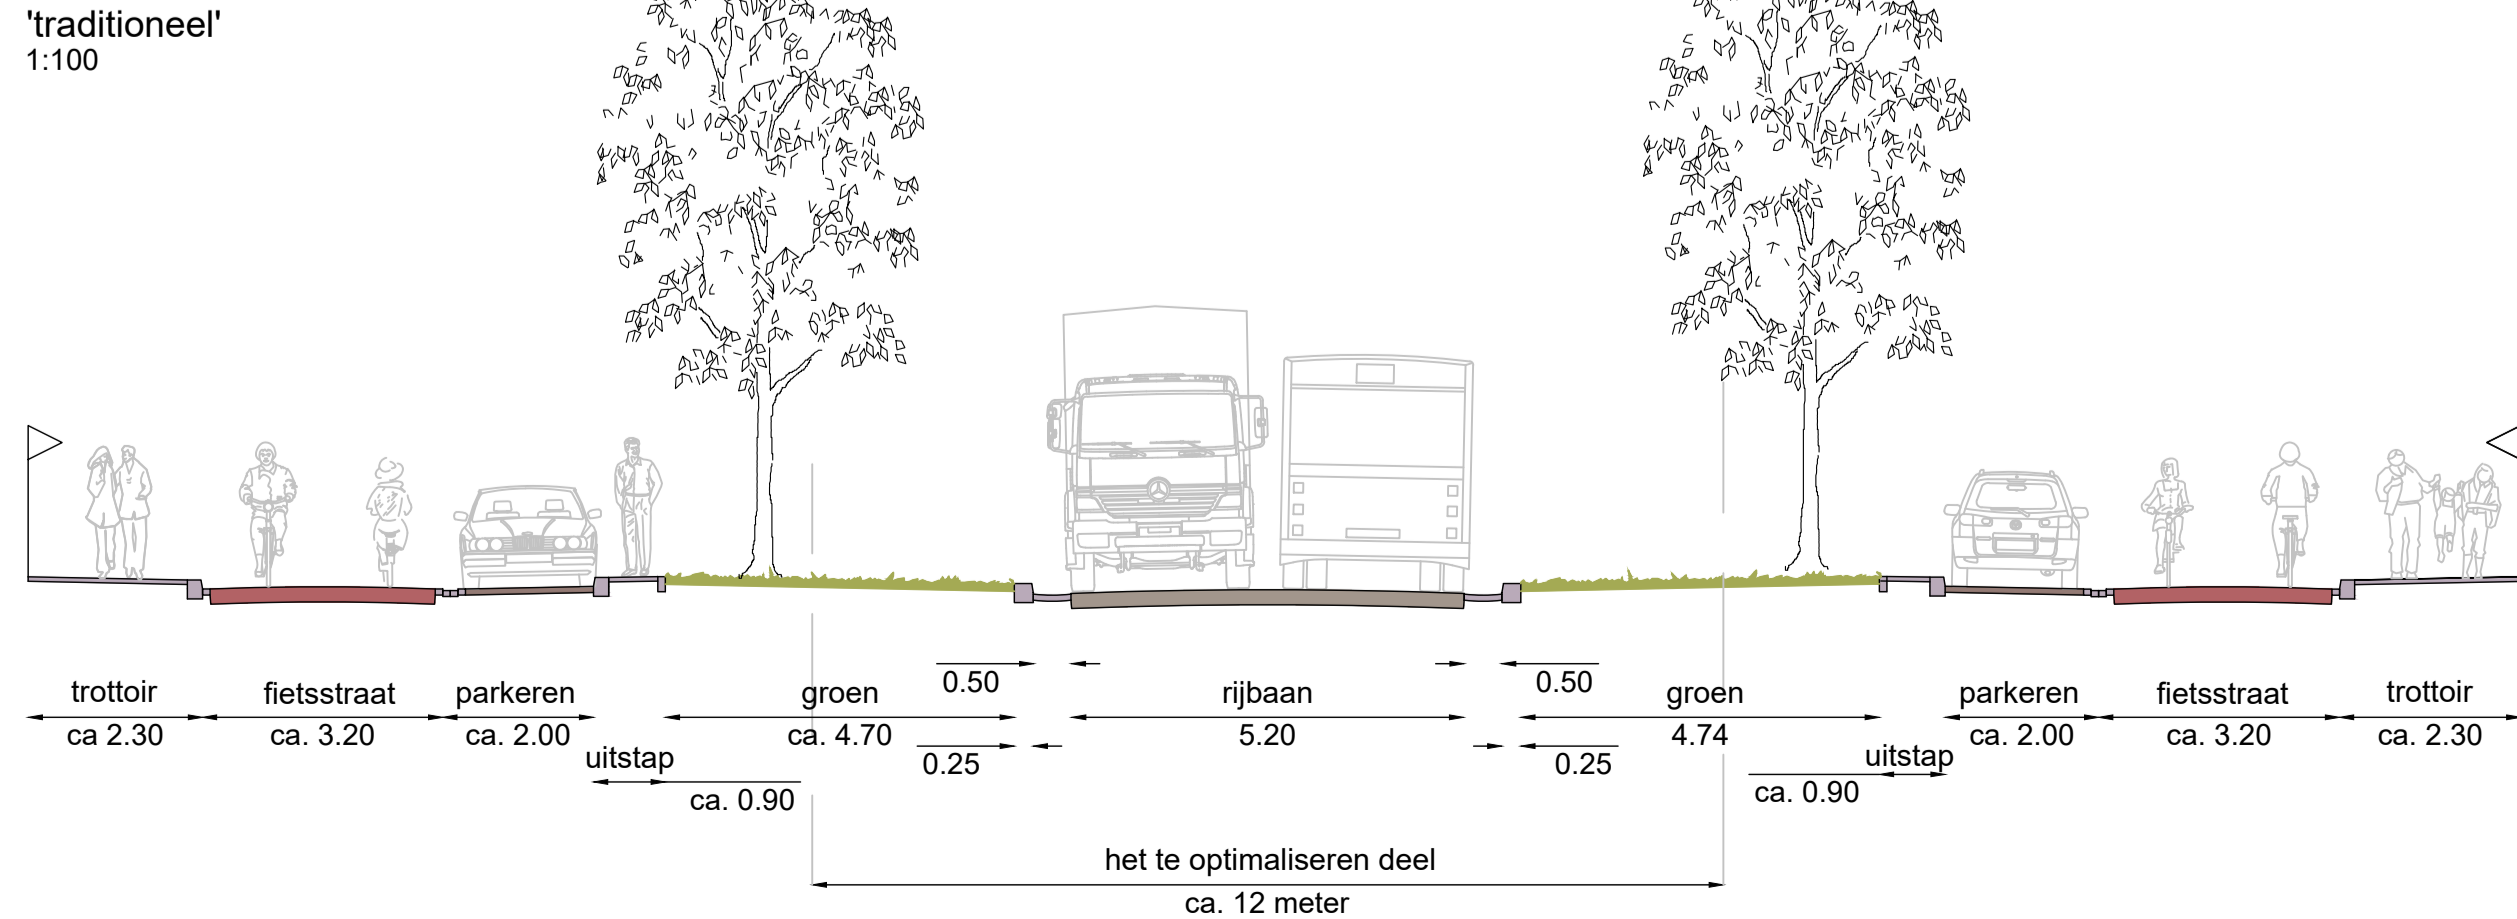 'traditioneel'
1:100
0.50
0.50
trottoir
fietsstraat
parkeren
groen
rijbaan
groen
parkeren
fietsstraat
trottoir
ca 2.30
ca. 3.20
ca. 2.00
ca. 4.70
5.20
4.74
ca. 2.00
ca. 3.20
ca. 2.30
uitstap
0.25
0.25
uitstap
ca. 0.90
ca. 0.90
het te optimaliseren deel
ca. 12 meter